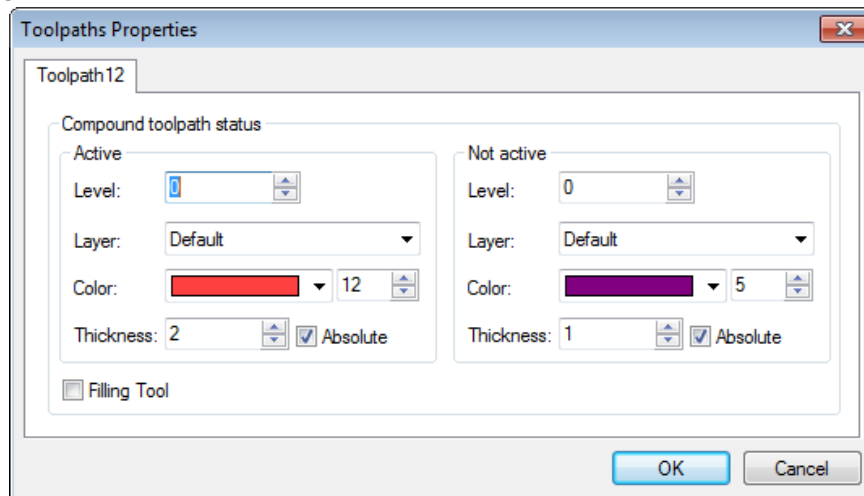 Toolpaths Properties
Toolpath12
Compound toolpath status
Active
Level: 0
Layer: Default
Color: 12
Thickness: 2 Absolute
Not active
Level: 0
Layer: Default
Color: 5
Thickness: 1 Absolute
Filling Tool
OK Cancel